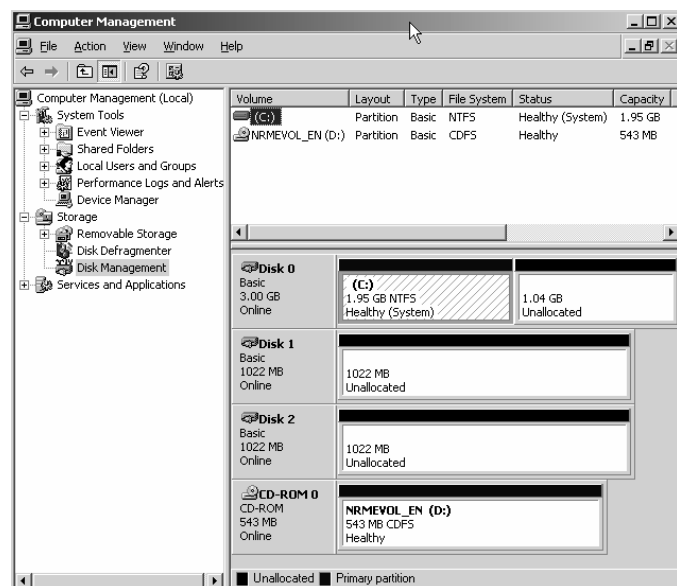 Computer Management
File Action View Window Help
Computer Management (Local)
System Tools
Event Viewer
Shared Folders
Local Users and Groups
Performance Logs and Alerts
Device Manager
Storage
Removable Storage
Disk Defragmenter
Disk Management
Services and Applications
Volume Layout Type File System Status Capacity
(C:) Partition Basic NTFS Healthy (System) 1.95 GB
NRMEVOL_EN (D:) Partition Basic CDFS Healthy 543 MB
Disk 0
Basic
3.00 GB
Online
(C:)
1.95 GB NTFS
Healthy (System)
1.04 GB
Unallocated
Disk 1
Basic
1022 MB
Online
1022 MB
Unallocated
Disk 2
Basic
1022 MB
Online
1022 MB
Unallocated
CD-ROM 0
CD-ROM
543 MB
Online
NRMEVOL_EN (D:)
543 MB CDFS
Healthy
Unallocated Primary partition